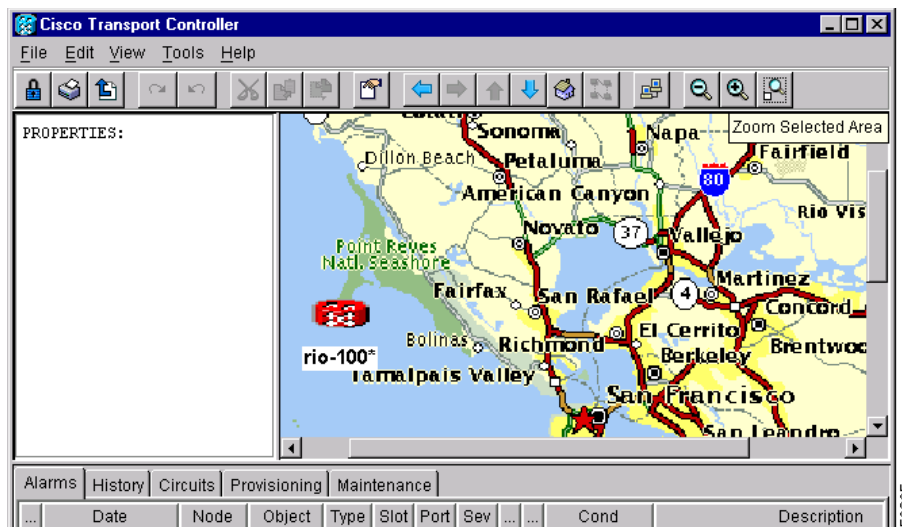 Cisco Transport Controller
File Edit View Tools Help
PROPERTIES:
Zoom Selected Area
Sonoma
Napa
Fairfield
Dillon Beach
Petaluma
80
American Canyon
Rio Vis
Novato
37
Vallejo
Point Reyes
Natl. Seashore
Martinez
Fairfax
San Rafael
4
Concord
El Cerrito
Bolinas
Richmond
Brentwoo
Berkeley
rio-100*
Tamalpais Valley
San Francisco
San Leandro
Alarms History Circuits Provisioning Maintenance
... Date Node Object Type Slot Port Sev ... ... Cond Description